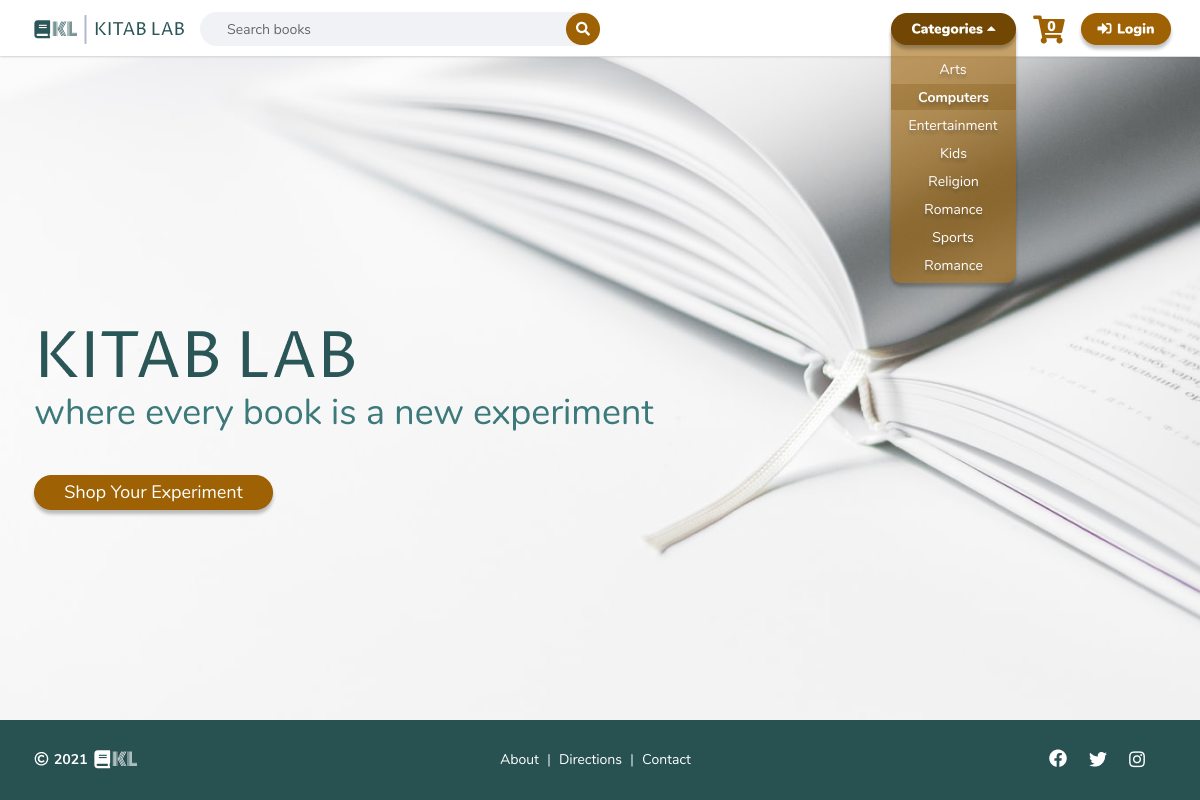 KL | KITAB LAB
Search books
Categories
0
Login
Arts
Computers
Entertainment
Kids
Religion
Romance
Sports
Romance
KITAB LAB
where every book is a new experiment
Shop Your Experiment
© 2021 KL
About | Directions | Contact